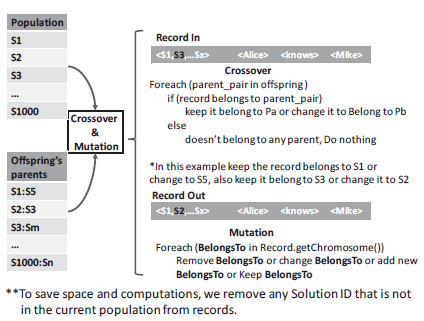 Population
S1
S2
S3
...
S1000
Offspring's
parents
S1:S5
S2:S3
S3:Sm
...
S1000:Sn
Crossover
&
Mutation
Record In
<S1,S3,...Sx> <Alice> <knows> <Mike>
Crossover
Foreach (parent_pair in offspring )
if (record belongs to parent_pair)
keep it belong to Pa or change it to Belong to Pb
else
doesn't belong to any parent, Do nothing
*In this example keep the record belongs to S1 or
change to S5, also keep it belong to S3 or change it to S2
Record Out
<S1,S2,...Sx> <Alice> <knows> <Mike>
Mutation
Foreach (BelongsTo in Record.getChromosome())
Remove BelongsTo or change BelongsTo or add new
BelongsTo or Keep BelongsTo
**To save space and computations, we remove any Solution ID that is not
in the current population from records.